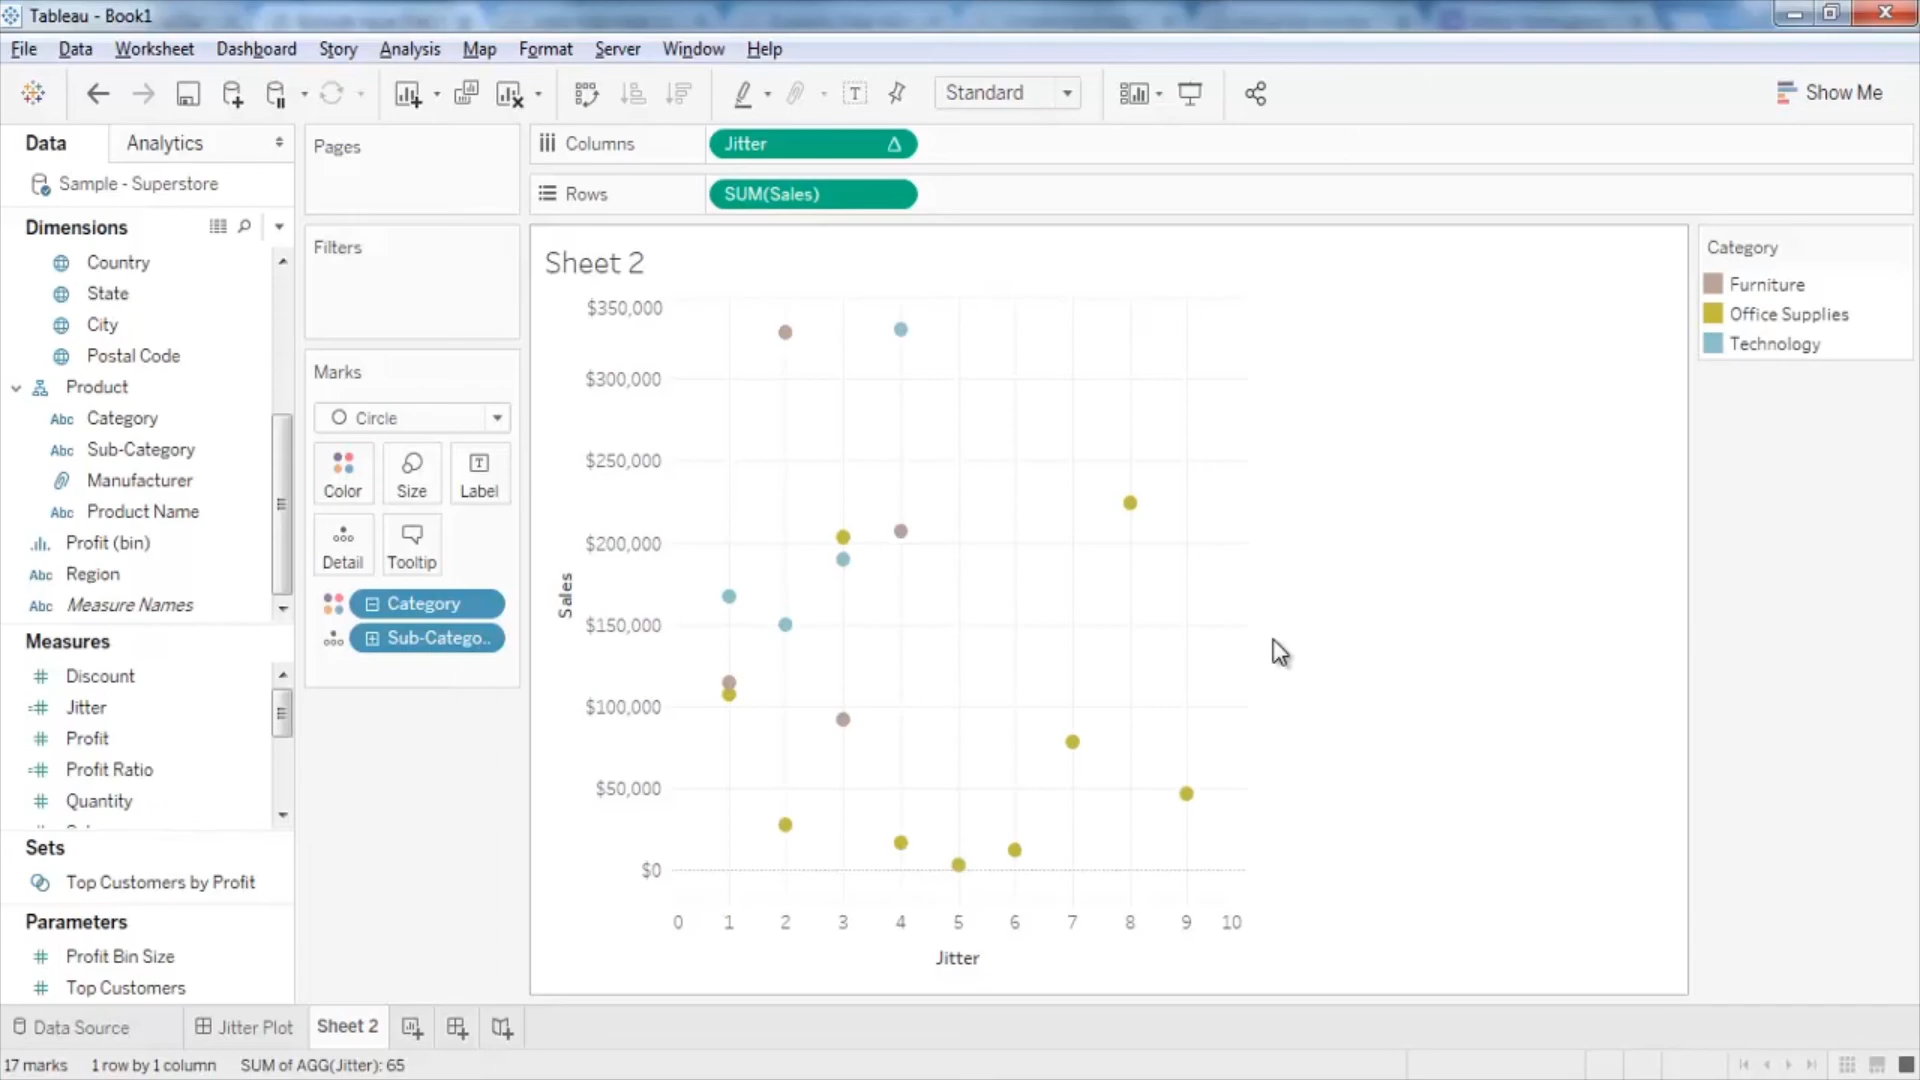 Tableau - Book1
File Data Worksheet Dashboard Story Analysis Map Format Server Window Help
Standard
Show Me
Data
Analytics
Sample - Superstore
Dimensions
Country
State
City
Postal Code
Product
Abc Category
Abc Sub-Category
Manufacturer
Abc Product Name
Profit (bin)
Abc Region
Abc Measure Names
Measures
# Discount
=# Jitter
# Profit
=# Profit Ratio
# Quantity
Sets
Top Customers by Profit
Parameters
# Profit Bin Size
# Top Customers
Pages
Filters
Marks
Circle
Color
Size
Label
Detail
Tooltip
Category
Sub-Catego..
Columns
Jitter Δ
Rows
SUM(Sales)
Sheet 2
$350,000
$300,000
$250,000
$200,000
$150,000
$100,000
$50,000
$0
Sales
0 1 2 3 4 5 6 7 8 9 10
Jitter
Category
Furniture
Office Supplies
Technology
Data Source
Jitter Plot
Sheet 2
17 marks
1 row by 1 column
SUM of AGG(Jitter): 65